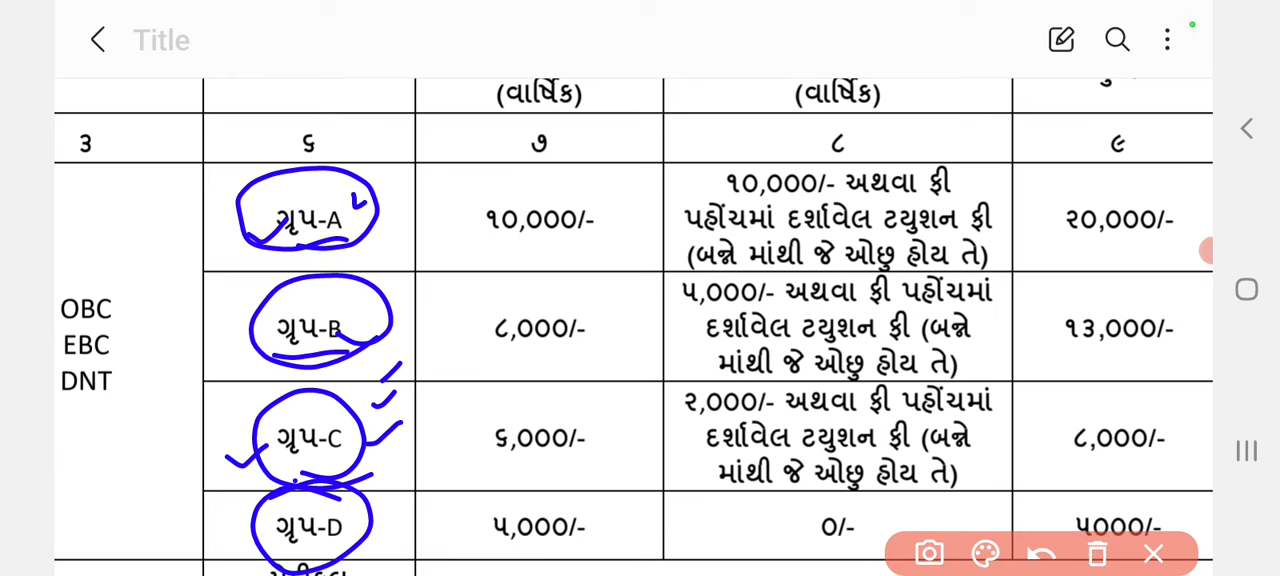 Title
(વાર્ષિક) (વાર્ષિક)
૩ ૬ ૭ ૮ ૯
ગ્રૃપ-A ૧૦,૦૦૦/- ૧૦,૦૦૦/- અથવા ફી
પહોંચમાં દર્શાવેલ ટયુશન ફી
(બન્ને માંથી જે ઓછુ હોય તે) ૨૦,૦૦૦/-
OBC
EBC
DNT
ગ્રૃપ-B ૮,૦૦૦/- ૫,૦૦૦/- અથવા ફી પહોંચમાં
દર્શાવેલ ટયુશન ફી (બન્ને
માંથી જે ઓછુ હોય તે) ૧૩,૦૦૦/-
ગ્રૃપ-C ૬,૦૦૦/- ૨,૦૦૦/- અથવા ફી પહોંચમાં
દર્શાવેલ ટયુશન ફી (બન્ને
માંથી જે ઓછુ હોય તે) ૮,૦૦૦/-
ગ્રૃપ-D ૫,૦૦૦/- ૦/- ૫૦૦૦/-